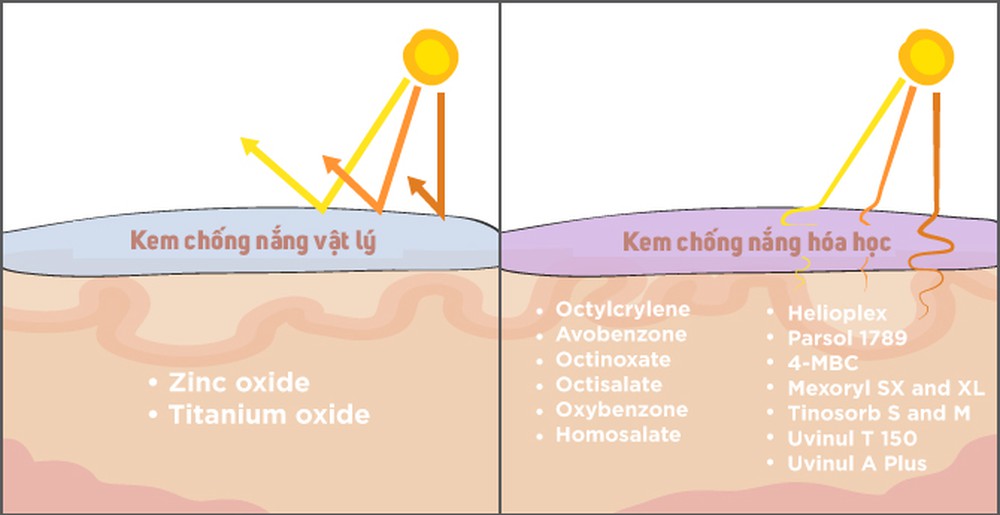 Kem chống nắng vật lý
• Zinc oxide
• Titanium oxide
Kem chống nắng hóa học
• Octylcrylene
• Avobenzone
• Octinoxate
• Octisalate
• Oxybenzone
• Homosalate
• Helioplex
• Parsol 1789
• 4-MBC
• Mexoryl SX and XL
• Tinosorb S and M
• Uvinul T 150
• Uvinul A Plus